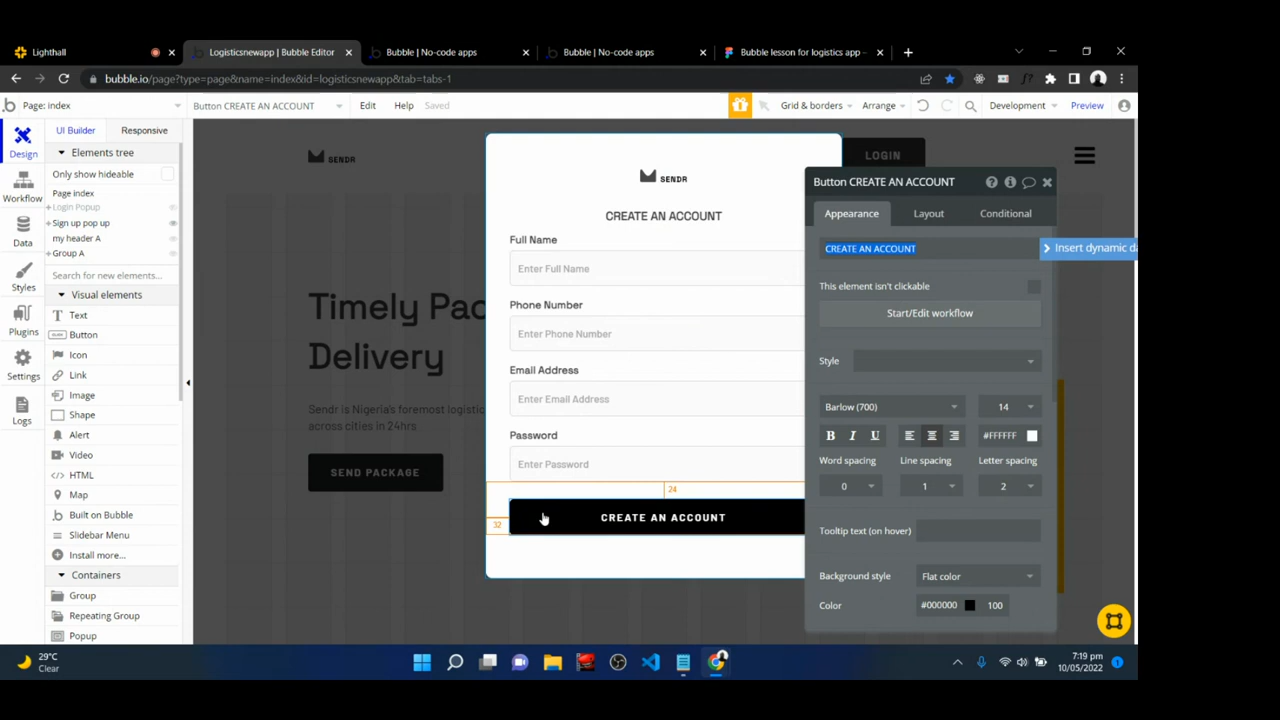 Lighthall
Logisticsnewapp | Bubble Editor
Bubble | No-code apps
Bubble | No-code apps
Bubble lesson for logistics app –
bubble.io/page?type=page&name=index&id=logisticsnewapp&tab=tabs-1
Page: index
Button CREATE AN ACCOUNT
Edit
Help
Saved
Grid & borders
Arrange
Development
Preview
Design
Workflow
Data
Styles
Plugins
Settings
Logs
UI Builder
Responsive
Elements tree
Only show hideable
Page index
Login Popup
Sign up pop up
my header A
Group A
Search for new elements...
Visual elements
Text
Button
Icon
Link
Image
Shape
Alert
Video
HTML
Map
Built on Bubble
Slidebar Menu
Install more...
Containers
Group
Repeating Group
Popup
SENDR
LOGIN
Timely Pac
Delivery
Sendr is Nigeria's foremost logist
across cities in 24hrs
SEND PACKAGE
SENDR
CREATE AN ACCOUNT
Full Name
Enter Full Name
Phone Number
Enter Phone Number
Email Address
Enter Email Address
Password
Enter Password
24
32
CREATE AN ACCOUNT
Button CREATE AN ACCOUNT
Appearance
Layout
Conditional
CREATE AN ACCOUNT
Insert dynamic da
This element isn't clickable
Start/Edit workflow
Style
Barlow (700)
14
B I U
#FFFFFF
Word spacing
Line spacing
Letter spacing
0
1
2
Tooltip text (on hover)
Background style
Flat color
Color
#000000
100
29°C
Clear
7:19 pm
10/05/2022
1